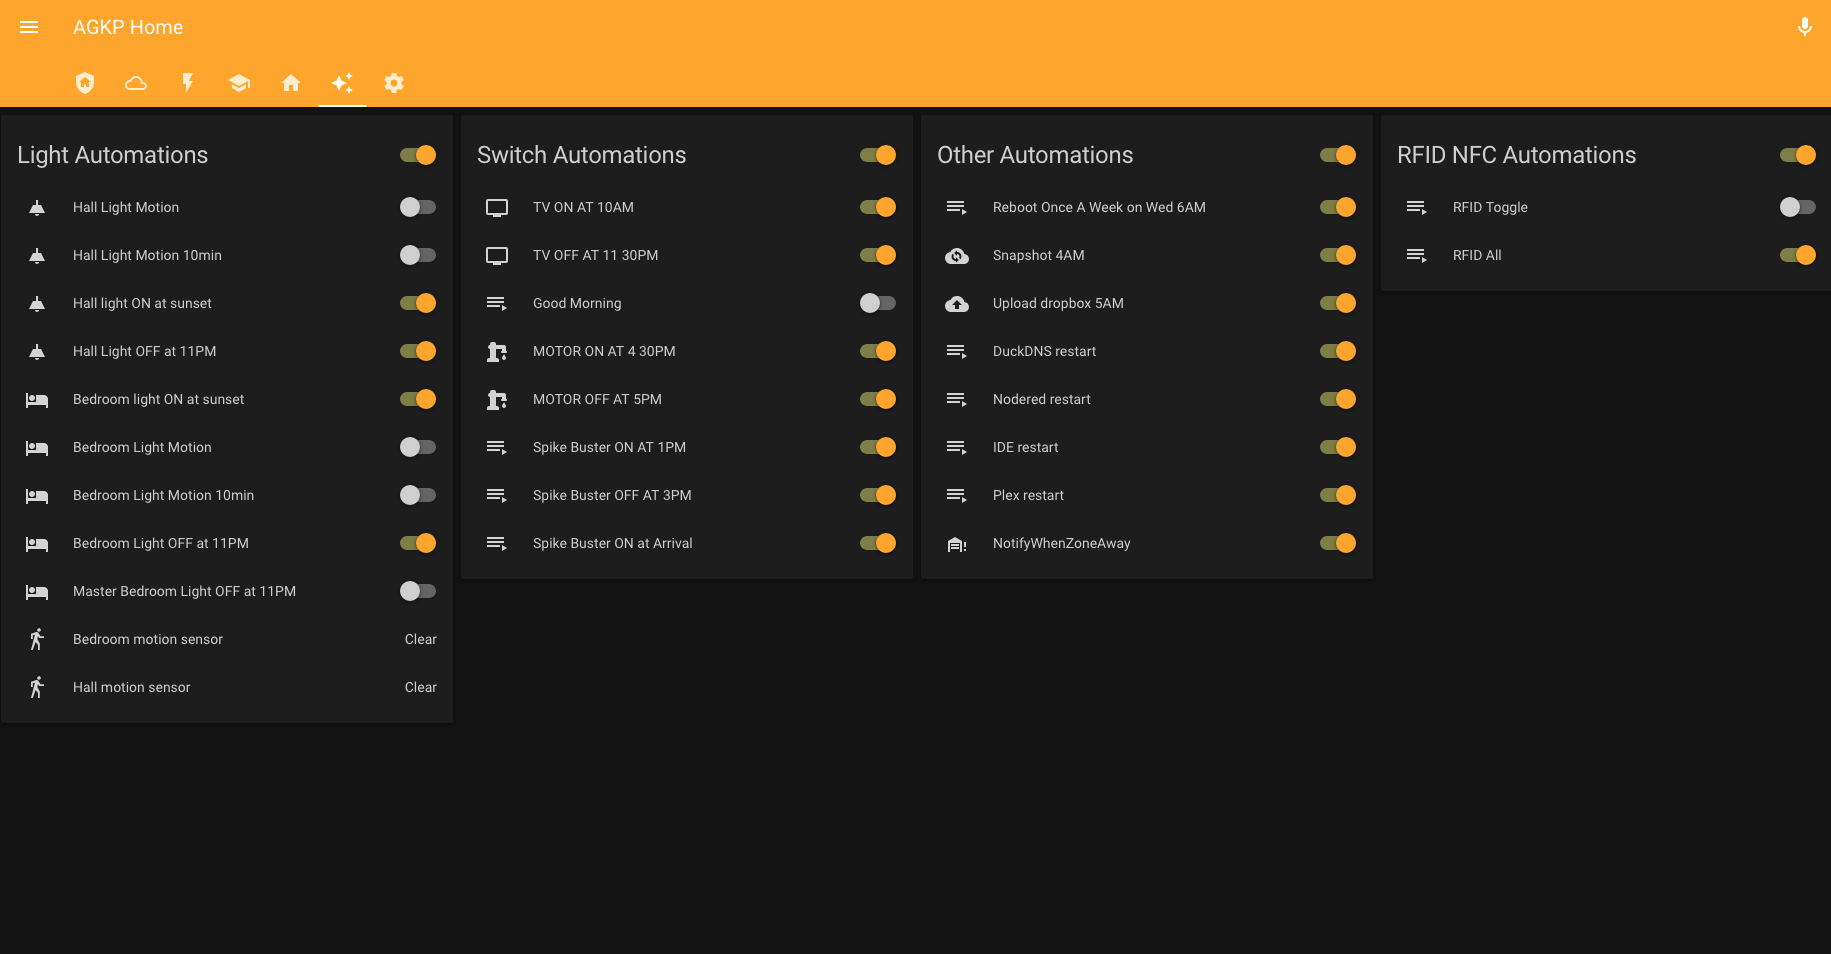 AGKP Home
Light Automations
Hall Light Motion
Hall Light Motion 10min
Hall light ON at sunset
Hall Light OFF at 11PM
Bedroom light ON at sunset
Bedroom Light Motion
Bedroom Light Motion 10min
Bedroom Light OFF at 11PM
Master Bedroom Light OFF at 11PM
Bedroom motion sensor Clear
Hall motion sensor Clear
Switch Automations
TV ON AT 10AM
TV OFF AT 11 30PM
Good Morning
MOTOR ON AT 4 30PM
MOTOR OFF AT 5PM
Spike Buster ON AT 1PM
Spike Buster OFF AT 3PM
Spike Buster ON at Arrival
Other Automations
Reboot Once A Week on Wed 6AM
Snapshot 4AM
Upload dropbox 5AM
DuckDNS restart
Nodered restart
IDE restart
Plex restart
NotifyWhenZoneAway
RFID NFC Automations
RFID Toggle
RFID All